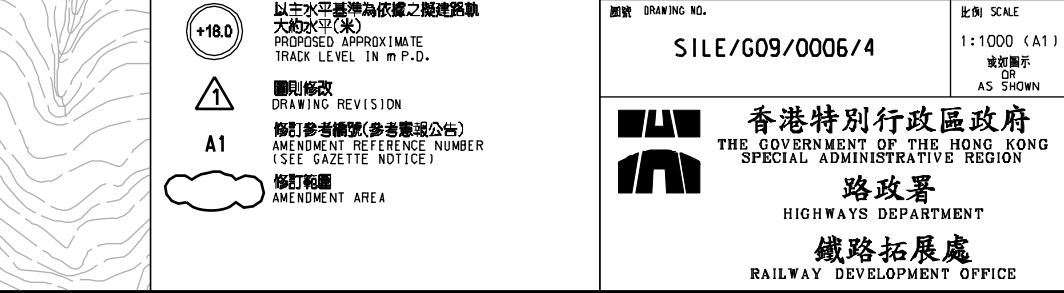 +18.0
以主水平基準為依據之擬建路軌
大約水平(米)
PROPOSED APPROXIMATE
TRACK LEVEL IN m P.D.
1
圖則修改
DRAWING REVISION
A1
修訂參考編號(參考憲報公告)
AMENDMENT REFERENCE NUMBER
(SEE GAZETTE NOTICE)
修訂範圍
AMENDMENT AREA
圖號 DRAWING NO.
SILE/G09/0006/4
比例 SCALE
1:1000 (A1)
或如圖示
OR
AS SHOWN
香港特別行政區政府
THE GOVERNMENT OF THE HONG KONG
SPECIAL ADMINISTRATIVE REGION
路政署
HIGHWAYS DEPARTMENT
鐵路拓展處
RAILWAY DEVELOPMENT OFFICE